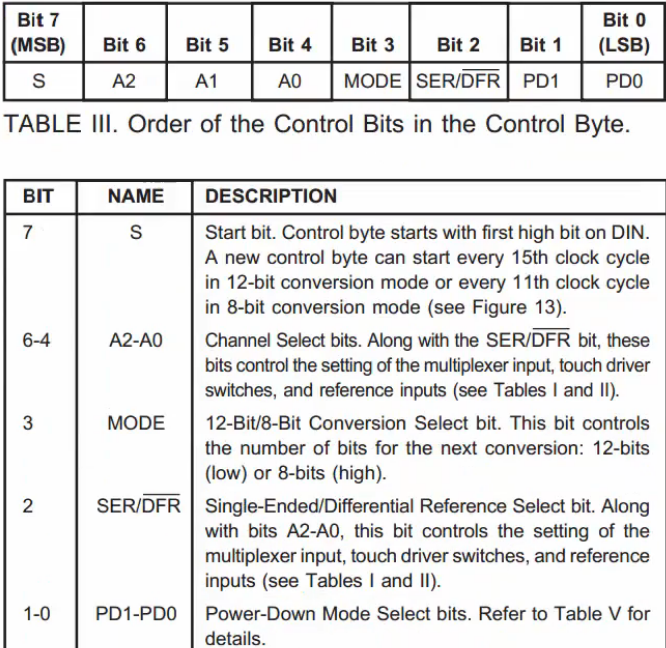 Bit 7 (MSB) Bit 6 Bit 5 Bit 4 Bit 3 Bit 2 Bit 1 Bit 0 (LSB)
S A2 A1 A0 MODE SER/D̅F̅R̅ PD1 PD0
TABLE III. Order of the Control Bits in the Control Byte.
BIT NAME DESCRIPTION
7 S Start bit. Control byte starts with first high bit on DIN.
A new control byte can start every 15th clock cycle
in 12-bit conversion mode or every 11th clock cycle
in 8-bit conversion mode (see Figure 13).
6-4 A2-A0 Channel Select bits. Along with the SER/D̅F̅R̅ bit, these
bits control the setting of the multiplexer input, touch driver
switches, and reference inputs (see Tables I and II).
3 MODE 12-Bit/8-Bit Conversion Select bit. This bit controls
the number of bits for the next conversion: 12-bits
(low) or 8-bits (high).
2 SER/D̅F̅R̅ Single-Ended/Differential Reference Select bit. Along
with bits A2-A0, this bit controls the setting of the
multiplexer input, touch driver switches, and reference
inputs (see Tables I and II).
1-0 PD1-PD0 Power-Down Mode Select bits. Refer to Table V for
details.